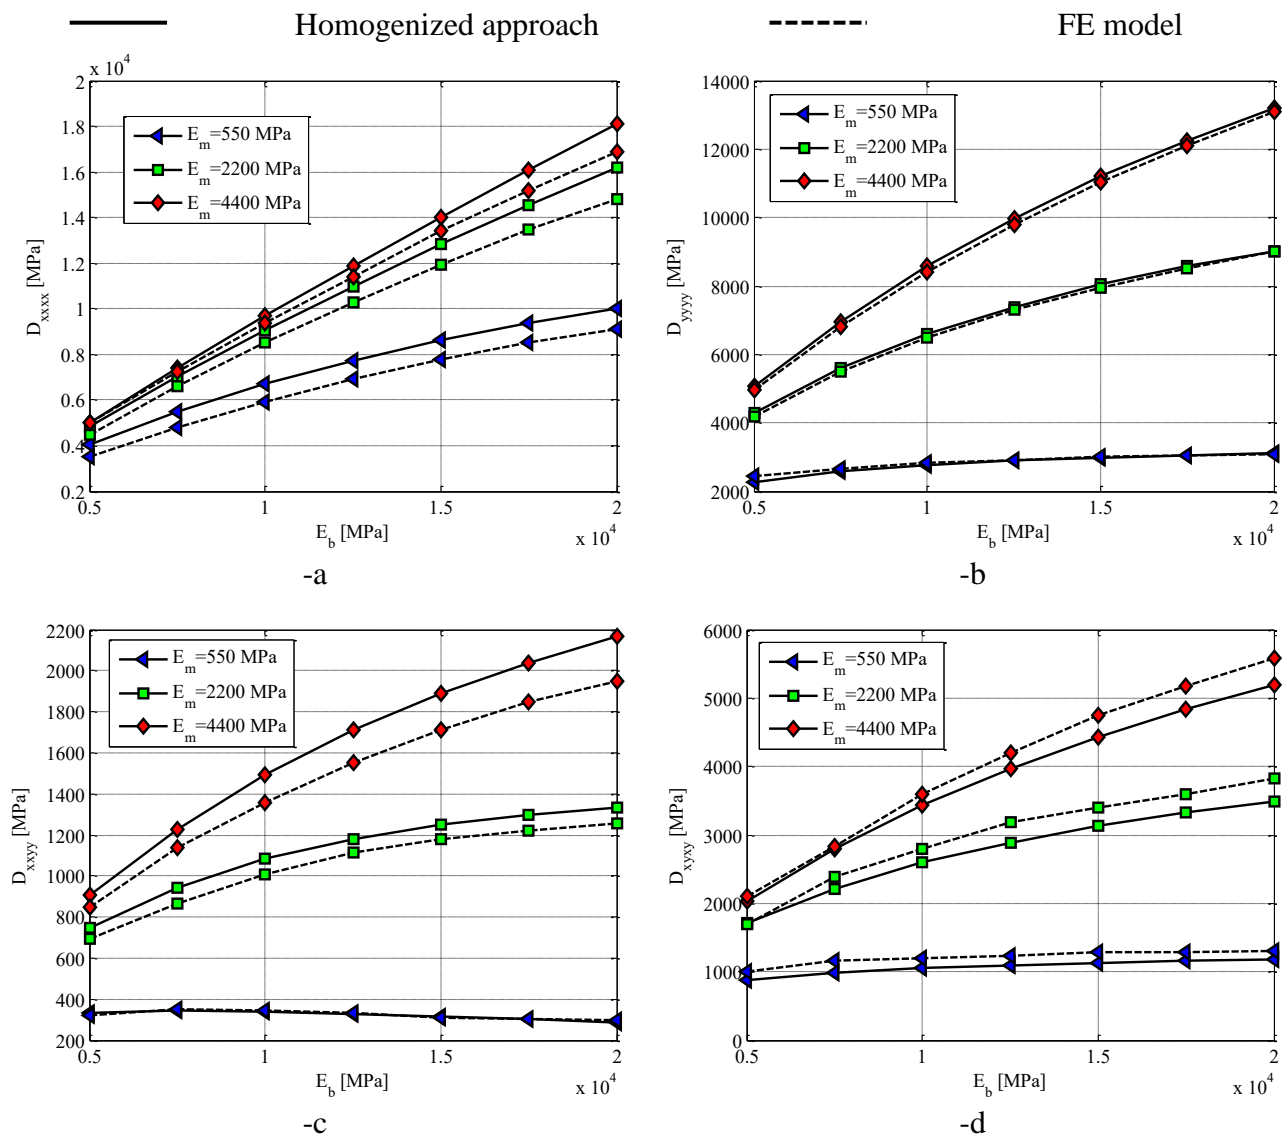 Homogenized approach
FE model
x 10^4
2
1.8
1.6
1.4
1.2
1
0.8
0.6
0.4
0.2
D_xxxx [MPa]
E_m=550 MPa
E_m=2200 MPa
E_m=4400 MPa
0.5 1 1.5 2
E_b [MPa]
x 10^4
-a
14000
12000
10000
8000
6000
4000
2000
D_yyyy [MPa]
E_m=550 MPa
E_m=2200 MPa
E_m=4400 MPa
0.5 1 1.5 2
E_b [MPa]
x 10^4
-b
2200
2000
1800
1600
1400
1200
1000
800
600
400
200
D_xxyy [MPa]
E_m=550 MPa
E_m=2200 MPa
E_m=4400 MPa
0.5 1 1.5 2
E_b [MPa]
x 10^4
-c
6000
5000
4000
3000
2000
1000
0
D_xyxy [MPa]
E_m=550 MPa
E_m=2200 MPa
E_m=4400 MPa
0.5 1 1.5 2
E_b [MPa]
x 10^4
-d